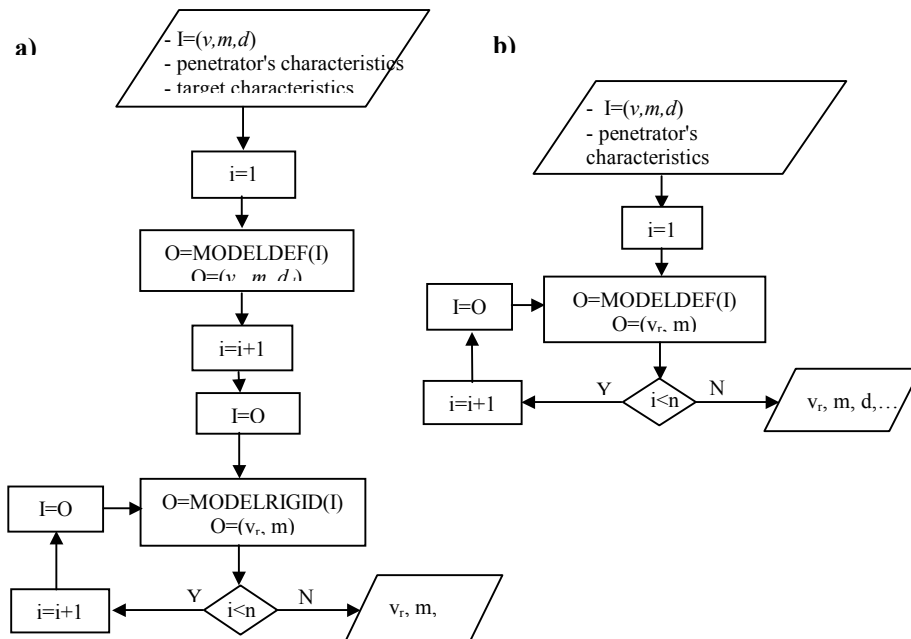 a)
- I=(v,m,d)
- penetrator's characteristics
- target characteristics
i=1
O=MODELDEF(I)
O=(v, m, d)
i=i+1
I=O
I=O
O=MODELRIGID(I)
O=(vᵣ, m)
i=i+1
Y
i<n
N
vᵣ, m,
b)
- I=(v,m,d)
- penetrator's
characteristics
i=1
I=O
O=MODELDEF(I)
O=(vᵣ, m)
i=i+1
Y
i<n
N
vᵣ, m, d,…